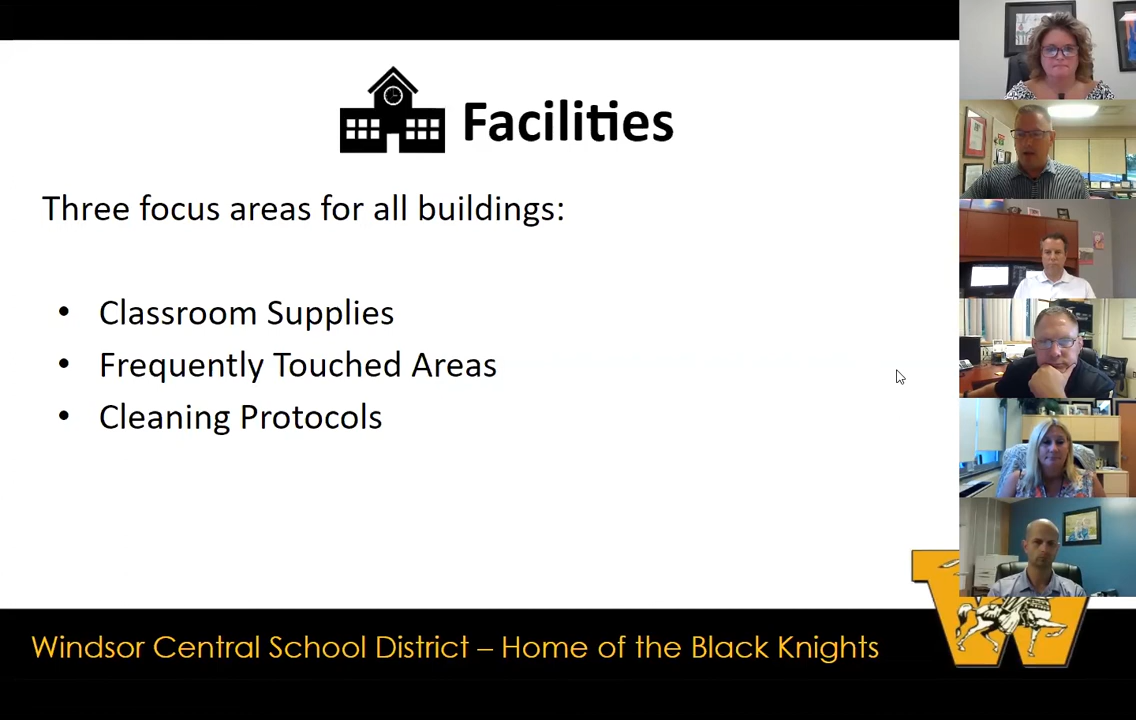 Facilities
Three focus areas for all buildings:
• Classroom Supplies
• Frequently Touched Areas
• Cleaning Protocols
Windsor Central School District – Home of the Black Knights
W